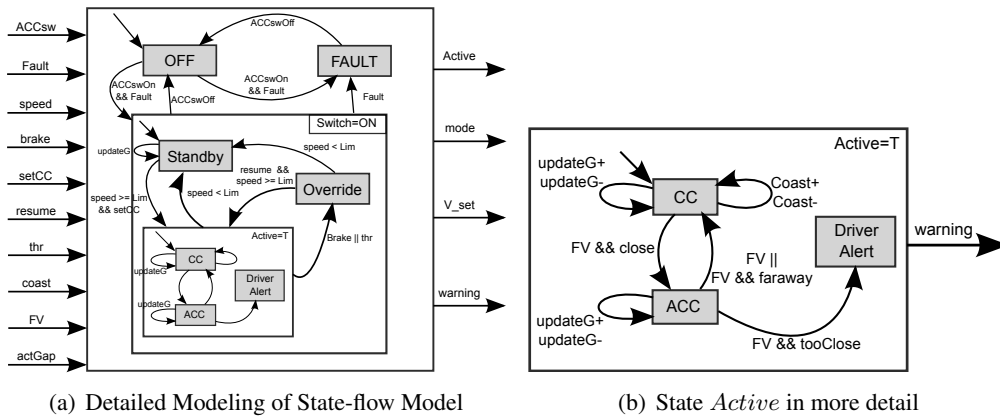 ACCsw
Fault
speed
brake
setCC
resume
thr
coast
FV
actGap
ACCswOff
OFF
FAULT
ACCswOn
&& Fault
ACCswOff
ACCswOn
&& Fault
Fault
Switch=ON
updateG
Standby
speed < Lim
resume &&
speed >= Lim
Override
speed >= Lim
&& setCC
speed < Lim
Brake || thr
Active=T
CC
updateG
Driver
Alert
updateG
ACC
Active
mode
V_set
warning
(a) Detailed Modeling of State-flow Model
Active=T
updateG+
updateG-
CC
Coast+
Coast-
FV && close
FV ||
FV && faraway
Driver
Alert
warning
updateG+
updateG-
ACC
FV && tooClose
(b) State Active in more detail